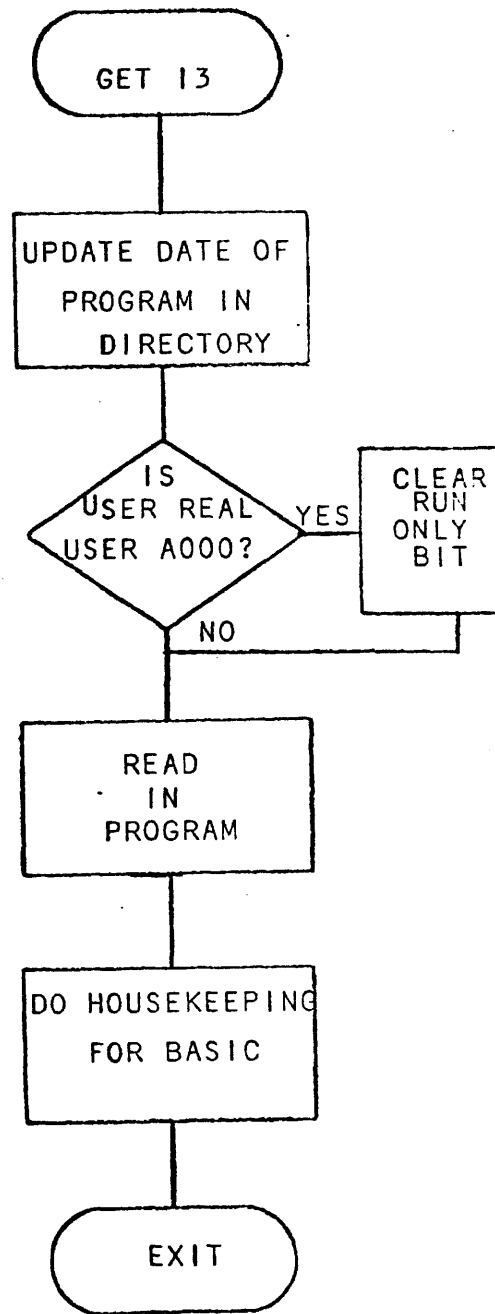 GET 13
UPDATE DATE OF
PROGRAM IN
DIRECTORY
IS
USER REAL
USER A000?
YES
CLEAR
RUN
ONLY
BIT
NO
READ
IN
PROGRAM
DO HOUSEKEEPING
FOR BASIC
EXIT